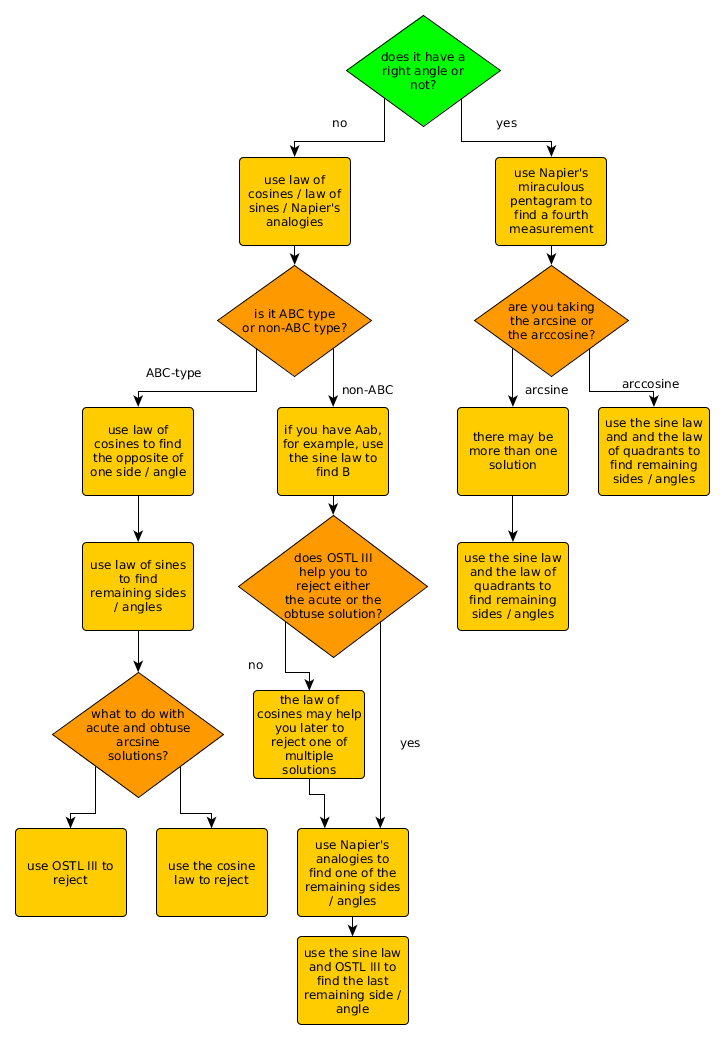 does it have a
right angle or
not?
no
yes
use law of
cosines / law of
sines / Napier's
analogies
use Napier's
miraculous
pentagram to
find a fourth
measurement
is it ABC type
or non-ABC type?
are you taking
the arcsine or
the arccosine?
ABC-type
non-ABC
arcsine
arccosine
use law of
cosines to find
the opposite of
one side / angle
if you have Aab,
for example, use
the sine law to
find B
there may be
more than one
solution
use the sine law
and and the law
of quadrants to
find remaining
sides / angles
use law of sines
to find
remaining sides
/ angles
does OSTL III
help you to
reject either
the acute or the
obtuse solution?
use the sine law
and the law of
quadrants to
find remaining
sides / angles
no
yes
what to do with
acute and obtuse
arcsine
solutions?
the law of
cosines may help
you later to
reject one of
multiple
solutions
use OSTL III to
reject
use the cosine
law to reject
use Napier's
analogies to
find one of the
remaining sides
/ angles
use the sine law
and OSTL III to
find the last
remaining side /
angle